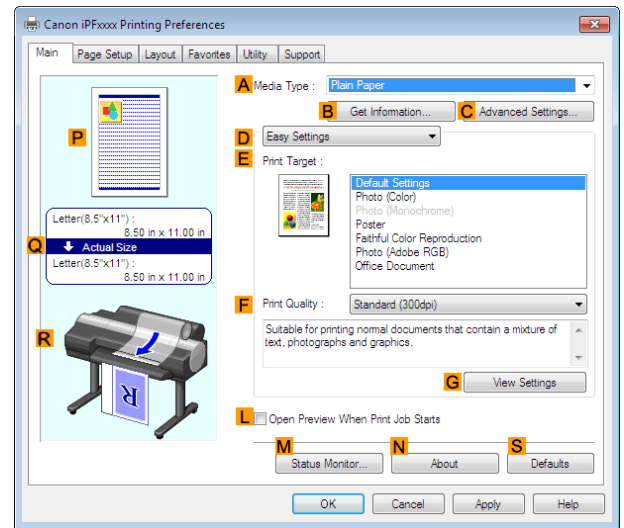 Canon iPFxxxx Printing Preferences
Main Page Setup Layout Favorites Utility Support
A Media Type : Plain Paper
B Get Information... C Advanced Settings...
P
D Easy Settings
E Print Target :
Default Settings
Photo (Color)
Photo (Monochrome)
Poster
Faithful Color Reproduction
Photo (Adobe RGB)
Office Document
Letter(8.5"x11") :
8.50 in x 11.00 in
Q Actual Size
Letter(8.5"x11") :
8.50 in x 11.00 in
F Print Quality : Standard (300dpi)
Suitable for printing normal documents that contain a mixture of
text, photographs and graphics.
R
R
G View Settings
L Open Preview When Print Job Starts
M N S
Status Monitor... About Defaults
OK Cancel Apply Help